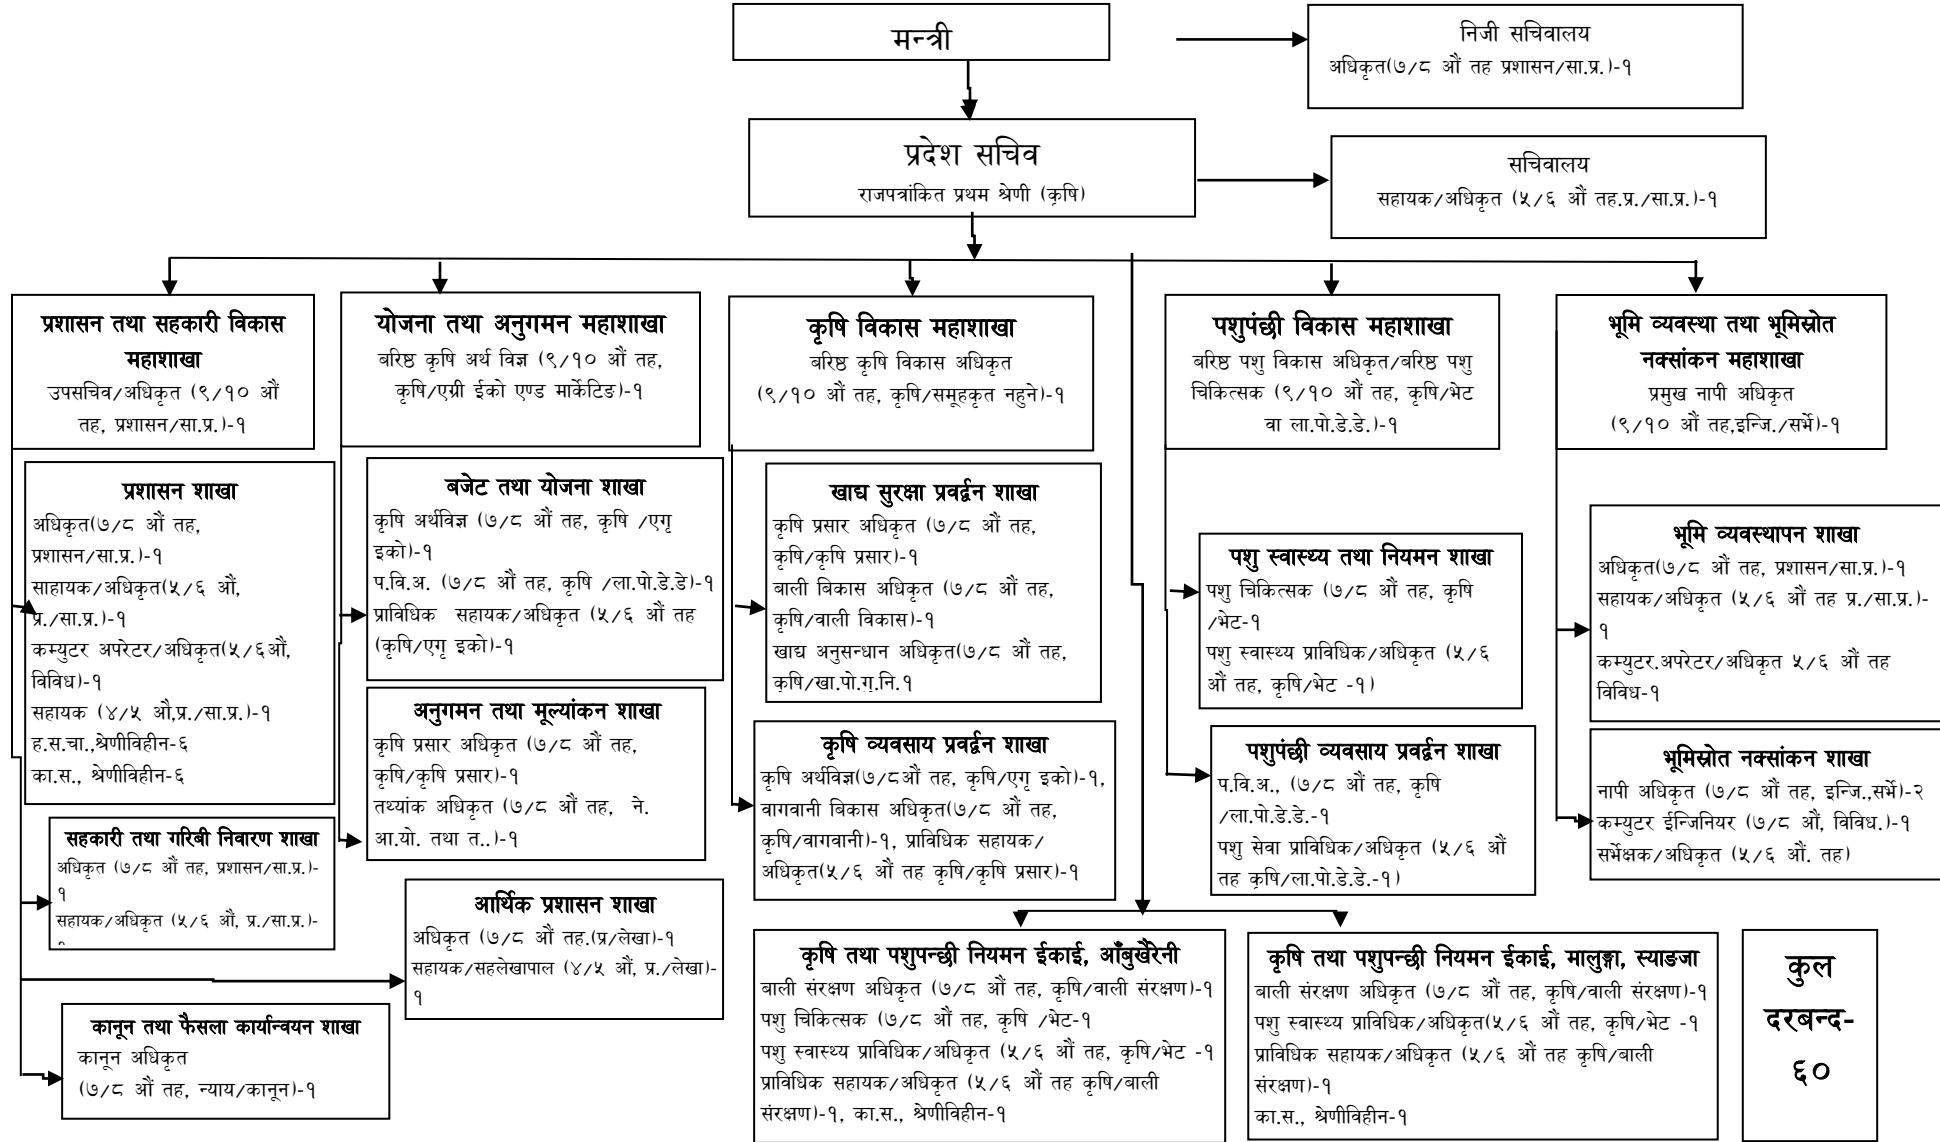 मन्त्री
निजी सचिवालय
अधिकृत(७/८ औं तह प्रशासन/सा.प्र.)-१
प्रदेश सचिव
राजपत्रांकित प्रथम श्रेणी (कृषि)
सचिवालय
सहायक/अधिकृत (५/६ औं तह.प्र./सा.प्र.)-१
प्रशासन तथा सहकारी विकास
महाशाखा
उपसचिव/अधिकृत (९/१० औं
तह, प्रशासन/सा.प्र.)-१
योजना तथा अनुगमन महाशाखा
बरिष्ठ कृषि अर्थ विज्ञ (९/१० औं तह,
कृषि/एग्री ईको एण्ड मार्केटिङ)-१
कृषि विकास महाशाखा
बरिष्ठ कृषि विकास अधिकृत
(९/१० औं तह, कृषि/समूहकृत नहुने)-१
पशुपंछी विकास महाशाखा
बरिष्ठ पशु विकास अधिकृत/बरिष्ठ पशु
चिकित्सक (९/१० औं तह, कृषि/भेट
वा ला.पो.डे.डे.)-१
भूमि व्यवस्था तथा भूमिस्रोत
नक्सांकन महाशाखा
प्रमुख नापी अधिकृत
(९/१० औं तह,इन्जि./सर्भे)-१
प्रशासन शाखा
अधिकृत(७/८ औं तह,
प्रशासन/सा.प्र.)-१
साहायक/अधिकृत(५/६ औं,
प्र./सा.प्र.)-१
कम्युटर अपरेटर/अधिकृत(५/६औं,
विविध)-१
सहायक (४/५ औ,प्र./सा.प्र.)-१
ह.स.चा.,श्रेणीविहीन-६
का.स., श्रेणीविहीन-६
बजेट तथा योजना शाखा
कृषि अर्थविज्ञ (७/८ औं तह, कृषि /एगृ
इको)-१
प.वि.अ. (७/८ औं तह, कृषि /ला.पो.डे.डे)-१
प्राविधिक सहायक/अधिकृत (५/६ औं तह
(कृषि/एगृ इको)-१
खाद्य सुरक्षा प्रवर्द्वन शाखा
कृषि प्रसार अधिकृत (७/८ औं तह,
कृषि/कृषि प्रसार)-१
बाली बिकास अधिकृत (७/८ औं तह,
कृषि/वाली विकास)-१
खाद्य अनुसन्धान अधिकृत(७/८ औं तह,
कृषि/खा.पो.ग.नि.१
पशु स्वास्थ्य तथा नियमन शाखा
पशु चिकित्सक (७/८ औं तह, कृषि
/भेट-१
पशु स्वास्थ्य प्राविधिक/अधिकृत (५/६
औं तह, कृषि/भेट -१)
भूमि व्यवस्थापन शाखा
अधिकृत(७/८ औं तह, प्रशासन/सा.प्र.)-१
सहायक/अधिकृत (५/६ औं तह प्र./सा.प्र.)-
१
कम्युटर.अपरेटर/अधिकृत ५/६ औं तह
विविध-१
अनुगमन तथा मूल्यांकन शाखा
कृषि प्रसार अधिकृत (७/८ औं तह,
कृषि/कृषि प्रसार)-१
तथ्यांक अधिकृत (७/८ औं तह, ने.
आ.यो. तथा त..)-१
कृषि व्यवसाय प्रवर्द्वन शाखा
कृषि अर्थविज्ञ(७/८औं तह, कृषि/एगृ इको)-१,
वागवानी बिकास अधिकृत(७/८ औं तह,
कृषि/वागवानी)-१, प्राविधिक सहायक/
अधिकृत(५/६ औं तह कृषि/कृषि प्रसार)-१
पशुपंछी व्यवसाय प्रवर्द्वन शाखा
प.वि.अ., (७/८ औं तह, कृषि
/ला.पो.डे.डे.-१
पशु सेवा प्राविधिक/अधिकृत (५/६ औं
तह कृषि/ला.पो.डे.डे.-१)
भूमिस्रोत नक्सांकन शाखा
नापी अधिकृत (७/८ औं तह, इन्जि.,सर्भे)-२
कम्युटर ईन्जिनियर (७/८ औं, विविध.)-१
सर्भेक्षक/अधिकृत (५/६ औं. तह)
सहकारी तथा गरिबी निवारण शाखा
अधिकृत (७/८ औं तह, प्रशासन/सा.प्र.)-
१
सहायक/अधिकृत (५/६ औं, प्र./सा.प्र.)-
आर्थिक प्रशासन शाखा
अधिकृत (७/८ औं तह.(प्र/लेखा)-१
सहायक/सहलेखापाल (४/५ औं, प्र./लेखा)-
१
कानून तथा फैसला कार्यान्वयन शाखा
कानून अधिकृत
(७/८ औं तह, न्याय/कानून)-१
कृषि तथा पशुपन्छी नियमन ईकाई, आँबुखैरेनी
बाली संरक्षण अधिकृत (७/८ औं तह, कृषि/वाली संरक्षण)-१
पशु चिकित्सक (७/८ औं तह, कृषि /भेट-१
पशु स्वास्थ्य प्राविधिक/अधिकृत (५/६ औं तह, कृषि/भेट -१
प्राविधिक सहायक/अधिकृत (५/६ औं तह कृषि/बाली
संरक्षण)-१, का.स., श्रेणीविहीन-१
कृषि तथा पशुपन्छी नियमन ईकाई, मालुङ्गा, स्याङजा
बाली संरक्षण अधिकृत (७/८ औं तह, कृषि/वाली संरक्षण)-१
पशु स्वास्थ्य प्राविधिक/अधिकृत(५/६ औं तह, कृषि/भेट -१
प्राविधिक सहायक/अधिकृत (५/६ औं तह कृषि/बाली
संरक्षण)-१
का.स., श्रेणीविहीन-१
कुल
दरबन्द-
६०